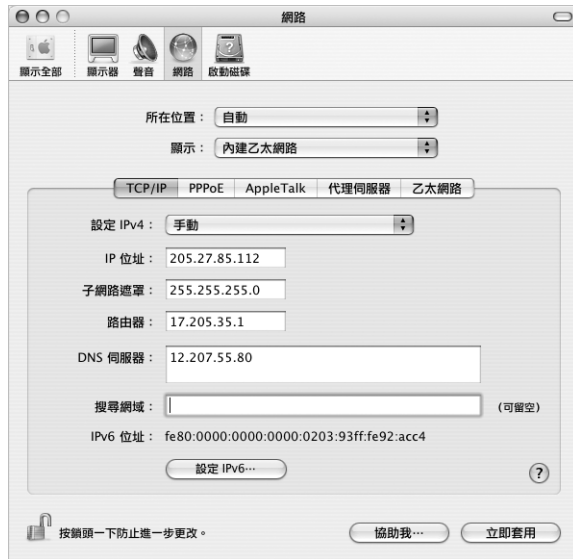 網路
顯示全部 顯示器 聲音 網路 啟動磁碟
所在位置： 自動
顯示： 內建乙太網路
TCP/IP PPPoE AppleTalk 代理伺服器 乙太網路
設定 IPv4： 手動
IP 位址： 205.27.85.112
子網路遮罩： 255.255.255.0
路由器： 17.205.35.1
DNS 伺服器： 12.207.55.80
搜尋網域： (可留空)
IPv6 位址： fe80:0000:0000:0000:0203:93ff:fe92:acc4
設定 IPv6⋯ ?
按鎖頭一下防止進一步更改。 協助我⋯ 立即套用